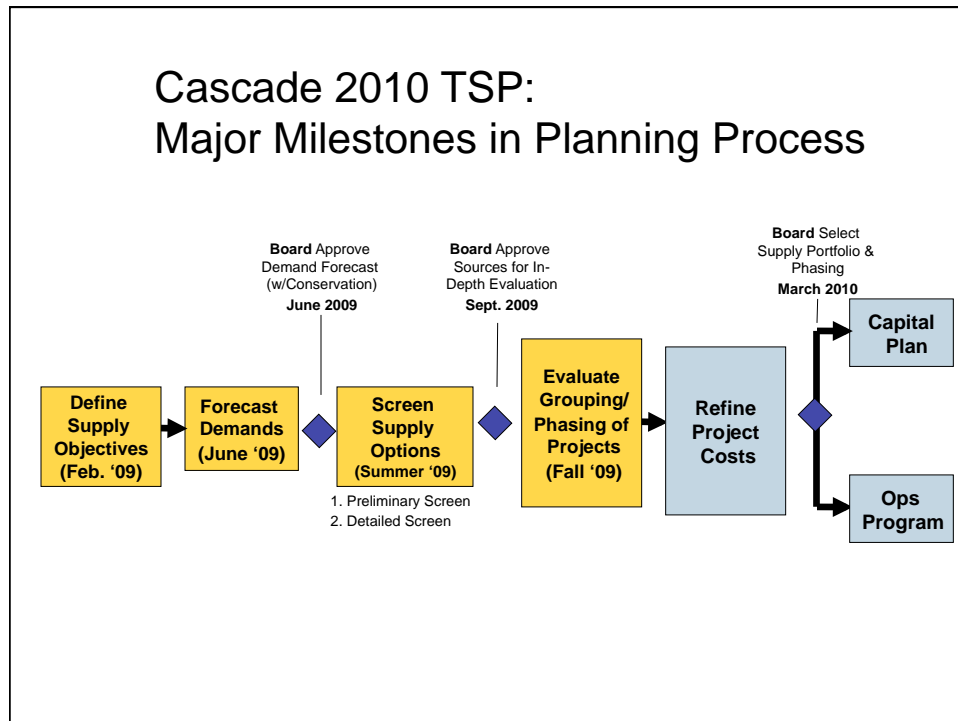 Cascade 2010 TSP:
Major Milestones in Planning Process
Board Approve
Demand Forecast
(w/Conservation)
June 2009
Board Approve
Sources for In-
Depth Evaluation
Sept. 2009
Board Select
Supply Portfolio &
Phasing
March 2010
Define
Supply
Objectives
(Feb. ‘09)
Forecast
Demands
(June ‘09)
Screen
Supply
Options
(Summer ‘09)
1. Preliminary Screen
2. Detailed Screen
Evaluate
Grouping/
Phasing of
Projects
(Fall ‘09)
Refine
Project
Costs
Capital
Plan
Ops
Program